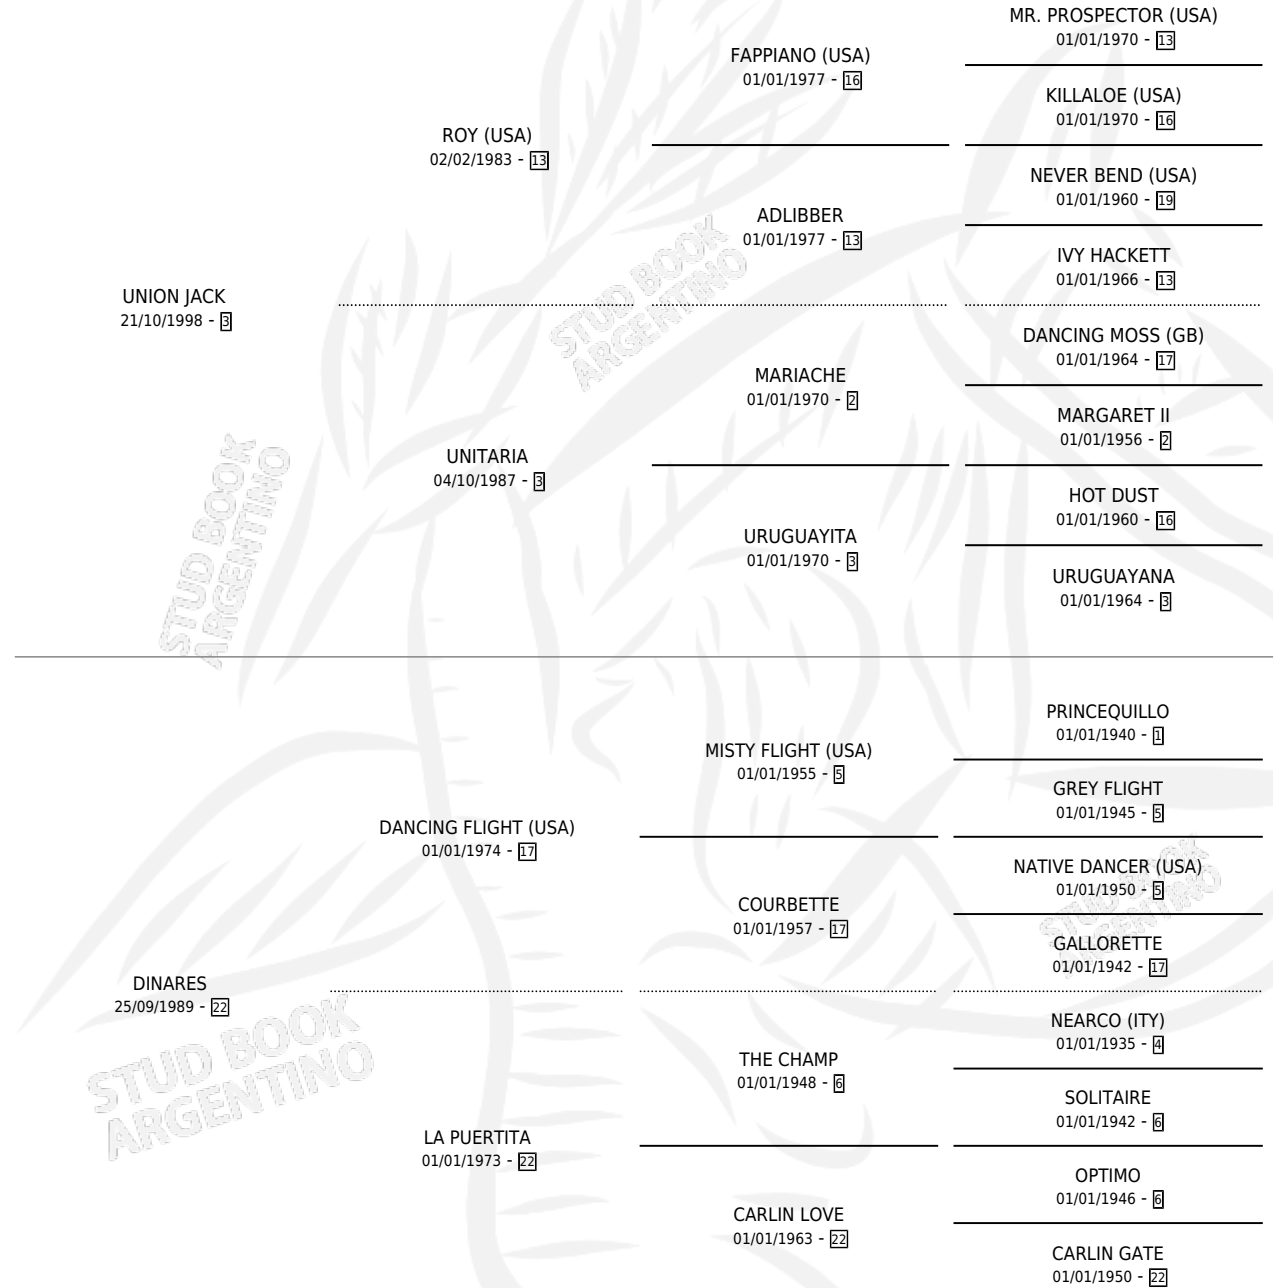 MR. PROSPECTOR (USA)
01/01/1970 - 13
FAPPIANO (USA)
01/01/1977 - 16
KILLALOE (USA)
01/01/1970 - 16
ROY (USA)
02/02/1983 - 13
NEVER BEND (USA)
01/01/1960 - 19
ADLIBBER
01/01/1977 - 13
IVY HACKETT
01/01/1966 - 13
UNION JACK
21/10/1998 - 3
STUD BOOK
ARGENTINO
DANCING MOSS (GB)
01/01/1964 - 17
MARIACHE
01/01/1970 - 2
MARGARET II
01/01/1956 - 2
UNITARIA
04/10/1987 - 3
HOT DUST
01/01/1960 - 16
URUGUAYITA
01/01/1970 - 3
URUGUAYANA
01/01/1964 - 3
STUD BOOK
ARGENTINO
PRINCEQUILLO
01/01/1940 - 1
MISTY FLIGHT (USA)
01/01/1955 - 5
GREY FLIGHT
01/01/1945 - 5
DANCING FLIGHT (USA)
01/01/1974 - 17
NATIVE DANCER (USA)
01/01/1950 - 5
COURBETTE
01/01/1957 - 17
GALLORETTE
01/01/1942 - 17
STUD BOOK
ARGENTINO
DINARES
25/09/1989 - 22
NEARCO (ITY)
01/01/1935 - 4
THE CHAMP
01/01/1948 - 6
SOLITAIRE
01/01/1942 - 6
STUD BOOK
ARGENTINO
LA PUERTITA
01/01/1973 - 22
OPTIMO
01/01/1946 - 6
CARLIN LOVE
01/01/1963 - 22
CARLIN GATE
01/01/1950 - 22